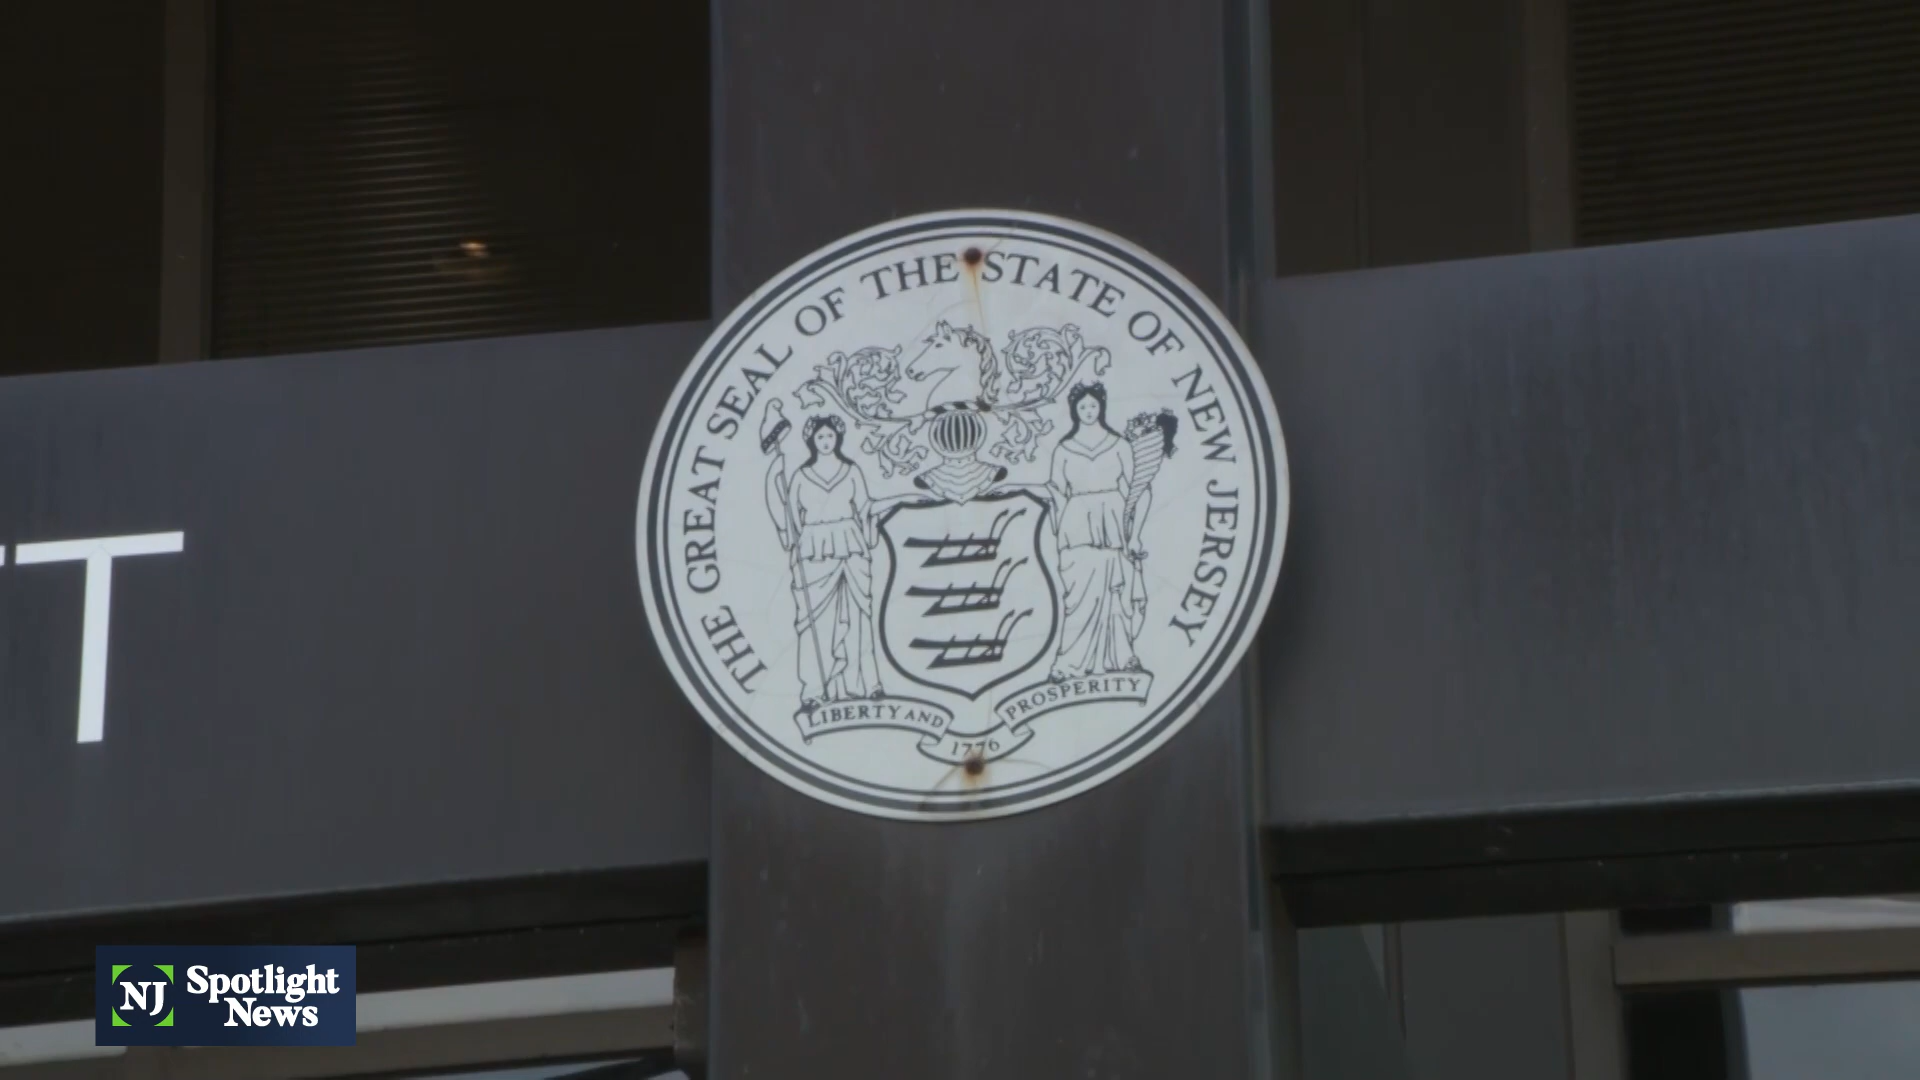 THE GREAT SEAL OF THE STATE OF NEW JERSEY
LIBERTY AND PROSPERITY
1776
T
NJ Spotlight
News